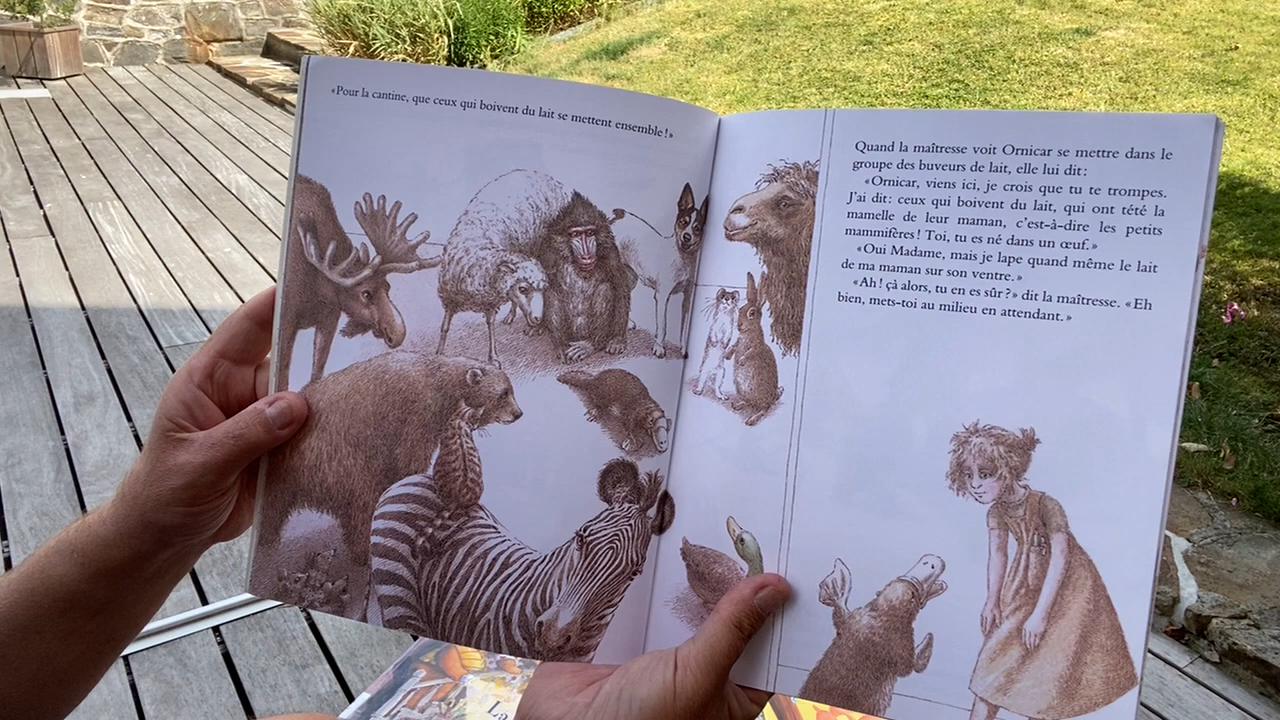 «Pour la cantine, que ceux qui boivent du lait se mettent ensemble!»
Quand la maîtresse voit Ornicar se mettre dans le
groupe des buveurs de lait, elle lui dit:
«Ornicar, viens ici, je crois que tu te trompes.
J'ai dit: ceux qui boivent du lait, qui ont tété la
mamelle de leur maman, c'est-à-dire les petits
mammifères! Toi, tu es né dans un œuf.»
«Oui Madame, mais je lape quand même le lait
de ma maman sur son ventre.»
«Ah! çà alors, tu en es sûr?» dit la maîtresse. «Eh
bien, mets-toi au milieu en attendant.»
La